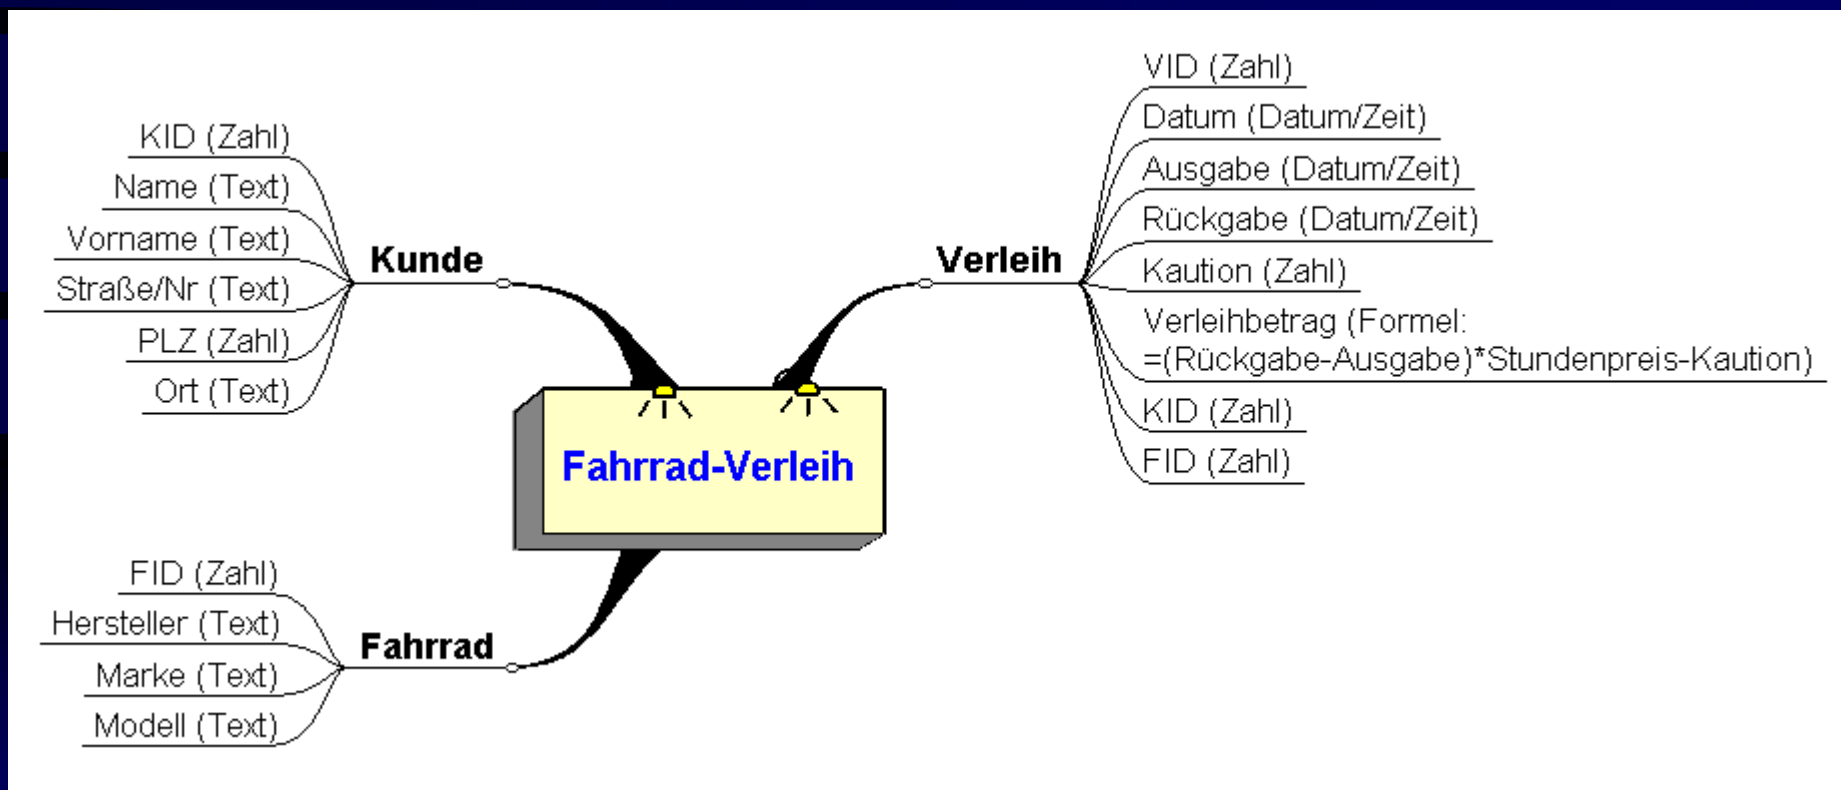 Fahrrad-Verleih
Kunde
KID (Zahl)
Name (Text)
Vorname (Text)
Straße/Nr (Text)
PLZ (Zahl)
Ort (Text)
Verleih
VID (Zahl)
Datum (Datum/Zeit)
Ausgabe (Datum/Zeit)
Rückgabe (Datum/Zeit)
Kaution (Zahl)
Verleihbetrag (Formel:
=(Rückgabe-Ausgabe)*Stundenpreis-Kaution)
KID (Zahl)
FID (Zahl)
Fahrrad
FID (Zahl)
Hersteller (Text)
Marke (Text)
Modell (Text)